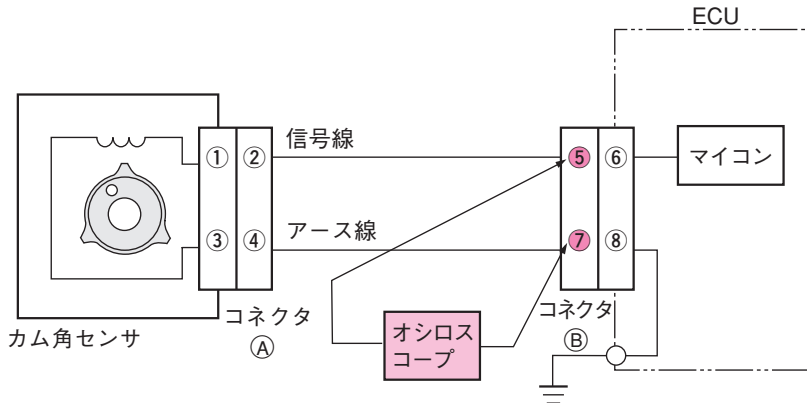 ECU
信号線
① ② ⑤ ⑥ マイコン
アース線
③ ④ ⑦ ⑧
カム角センサ
コネクタ
Ⓐ
オシロス
コープ
コネクタ
Ⓑ